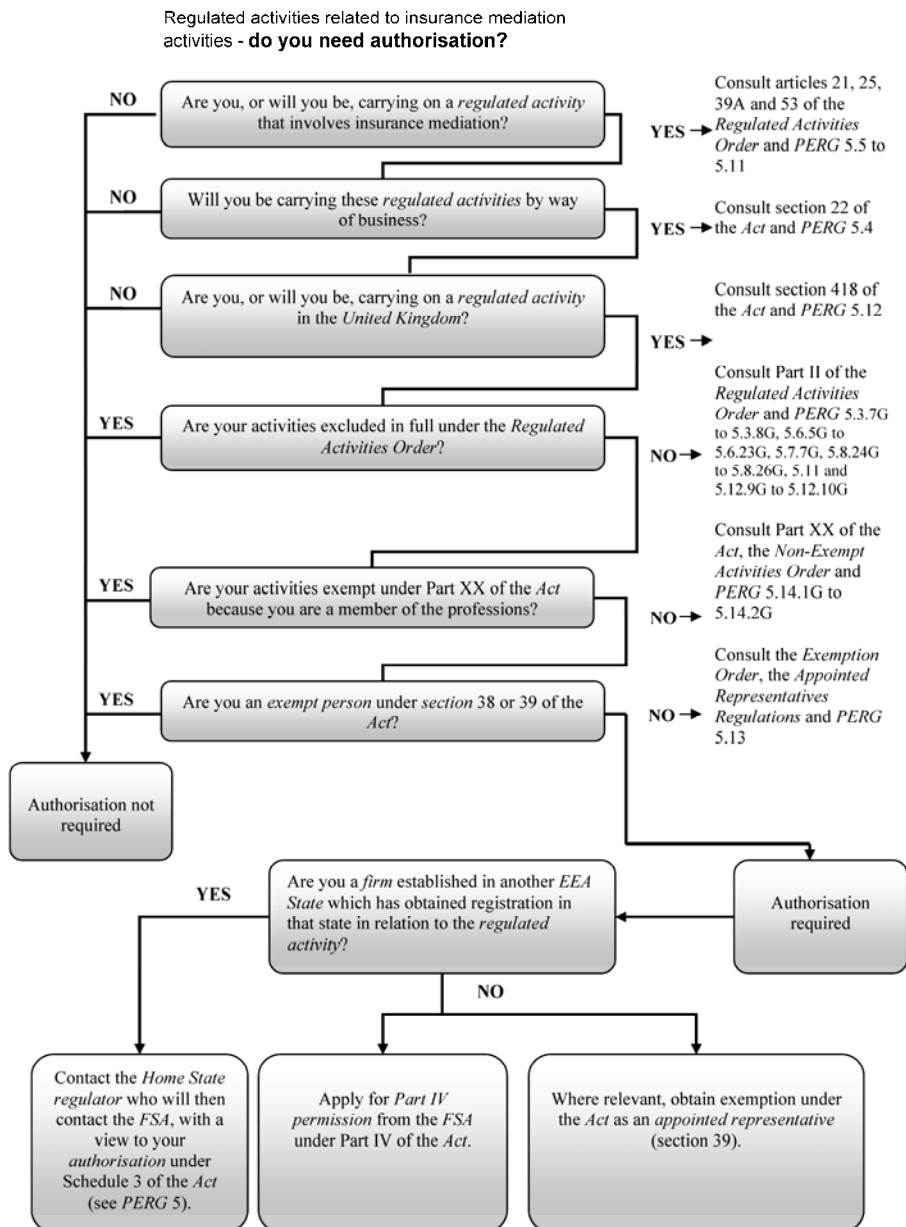 Regulated activities related to insurance mediation
activities - do you need authorisation?
NO
Are you, or will you be, carrying on a regulated activity
that involves insurance mediation?
YES
Consult articles 21, 25,
39A and 53 of the
Regulated Activities
Order and PERG 5.5 to
5.11
NO
Will you be carrying these regulated activities by way
of business?
YES
Consult section 22 of
the Act and PERG 5.4
NO
Are you, or will you be, carrying on a regulated activity
in the United Kingdom?
YES
Consult section 418 of
the Act and PERG 5.12
YES
Are your activities excluded in full under the Regulated
Activities Order?
NO
Consult Part II of the
Regulated Activities
Order and PERG 5.3.7G
to 5.3.8G, 5.6.5G to
5.6.23G, 5.7.7G, 5.8.24G
to 5.8.26G, 5.11 and
5.12.9G to 5.12.10G
YES
Are your activities exempt under Part XX of the Act
because you are a member of the professions?
NO
Consult Part XX of the
Act, the Non-Exempt
Activities Order and
PERG 5.14.1G to
5.14.2G
YES
Are you an exempt person under section 38 or 39 of the
Act?
NO
Consult the Exemption
Order, the Appointed
Representatives
Regulations and PERG
5.13
Authorisation not
required
YES
Are you a firm established in another EEA
State which has obtained registration in
that state in relation to the regulated
activity?
Authorisation
required
NO
Contact the Home State
regulator who will then
contact the FSA, with a
view to your
authorisation under
Schedule 3 of the Act
(see PERG 5).
Apply for Part IV
permission from the FSA
under Part IV of the Act.
Where relevant, obtain exemption under
the Act as an appointed representative
(section 39).